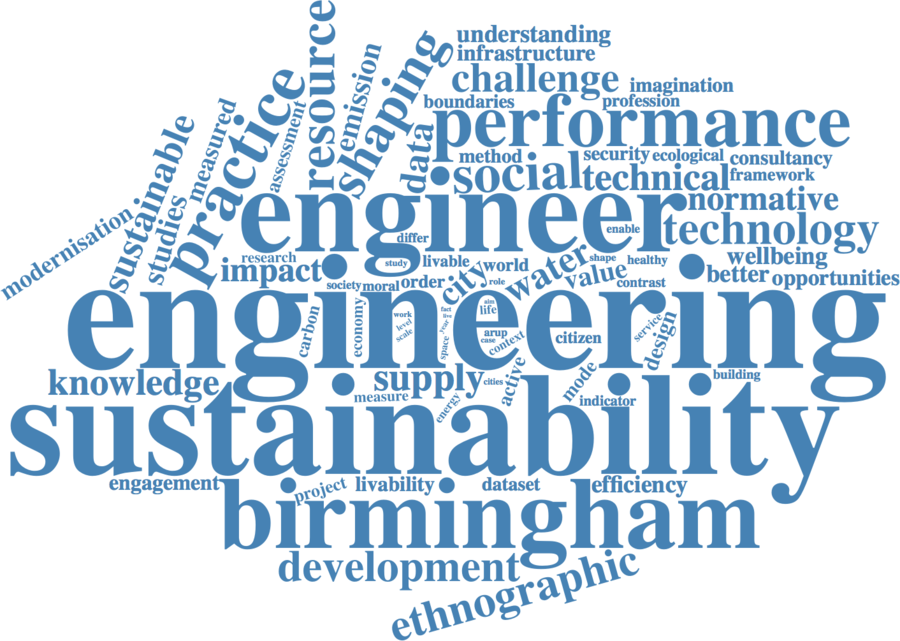 understanding
infrastructure
challenge
imagination
boundaries
profession
performance
resource
emission
shaping
data
practice
assessment
measured
sustainable
studies
modernisation
method
security
ecological
consultancy
social
technical
framework
engineer
normative
enable
technology
differ
research
study
livable
world
shape
healthy
wellbeing
impact
society
moral
order
city
role
water
value
contrast
better
opportunities
engineering
carbon
economy
work
level
scale
fact
live
year
space
aim
life
arup
case
context
citizen
service
design
knowledge
supply
cities
active
mode
building
measure
energy
indicator
sustainability
engagement
project
livability
dataset
efficiency
birmingham
development
ethnographic